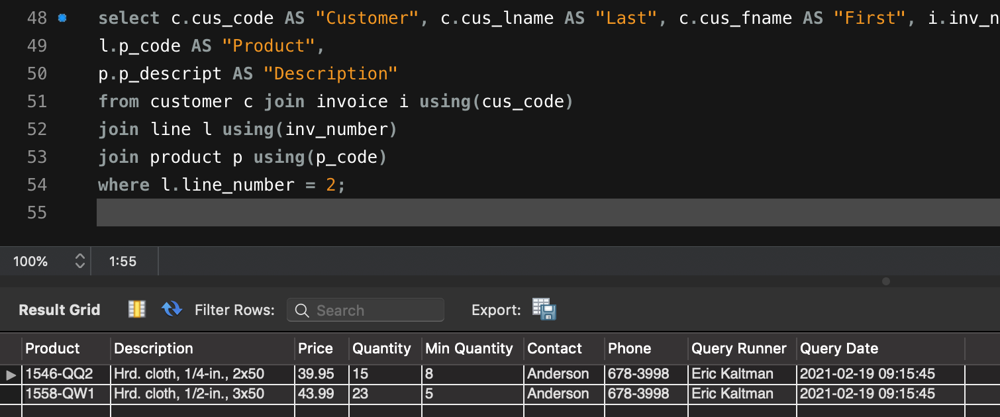 48 select c.cus_code AS "Customer", c.cus_lname AS "Last", c.cus_fname AS "First", i.inv_n
49 l.p_code AS "Product",
50 p.p_descript AS "Description"
51 from customer c join invoice i using(cus_code)
52 join line l using(inv_number)
53 join product p using(p_code)
54 where l.line_number = 2;
55
100% 1:55
Result Grid Filter Rows: Search Export:
Product Description Price Quantity Min Quantity Contact Phone Query Runner Query Date
1546-QQ2 Hrd. cloth, 1/4-in., 2x50 39.95 15 8 Anderson 678-3998 Eric Kaltman 2021-02-19 09:15:45
1558-QW1 Hrd. cloth, 1/2-in., 3x50 43.99 23 5 Anderson 678-3998 Eric Kaltman 2021-02-19 09:15:45